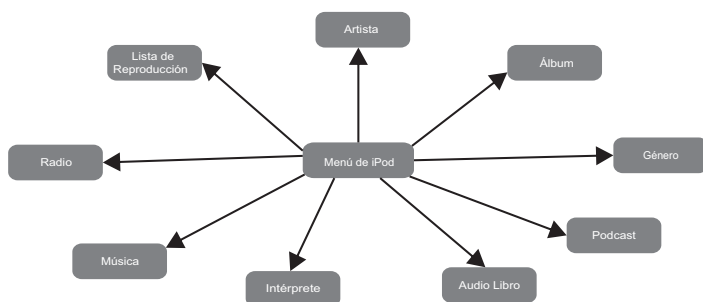 Artista
Lista de
Reproducción
Álbum
Radio
Menú de iPod
Género
Música
Intérprete
Audio Libro
Podcast